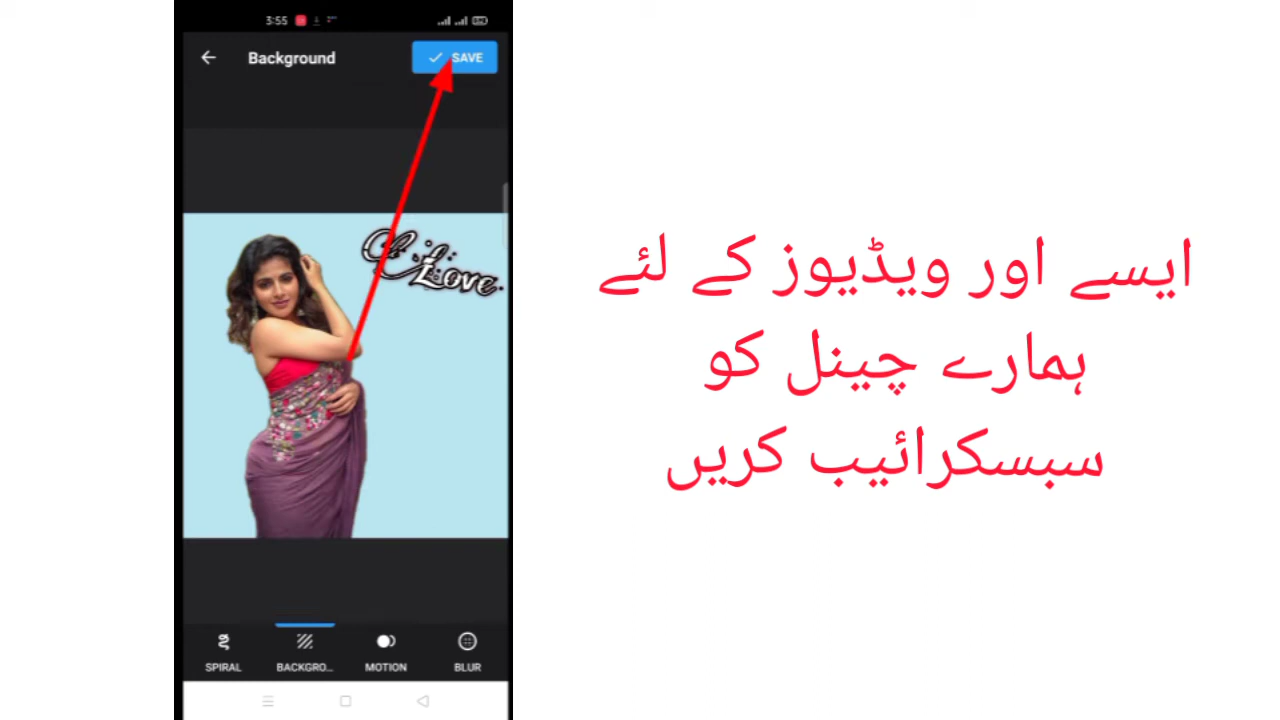 3:55
Background
SAVE
Love
SPIRAL
BACKGRO...
MOTION
BLUR
ایسے اور ویڈیوز کے لئے
ہمارے چینل کو
سبسکرائیب کریں